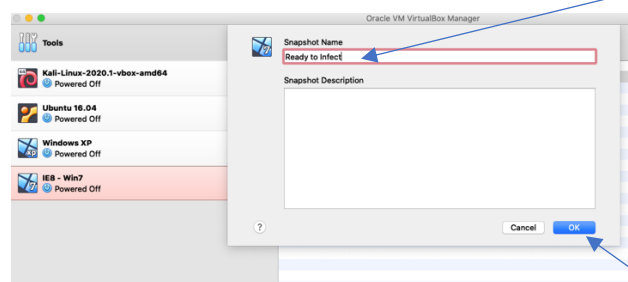 Oracle VM VirtualBox Manager
Tools
Kali-Linux-2020.1-vbox-amd64
Powered Off
Ubuntu 16.04
Powered Off
Windows XP
Powered Off
IE8 - Win7
Powered Off
Snapshot Name
Ready to Infect
Snapshot Description
?
Cancel
OK